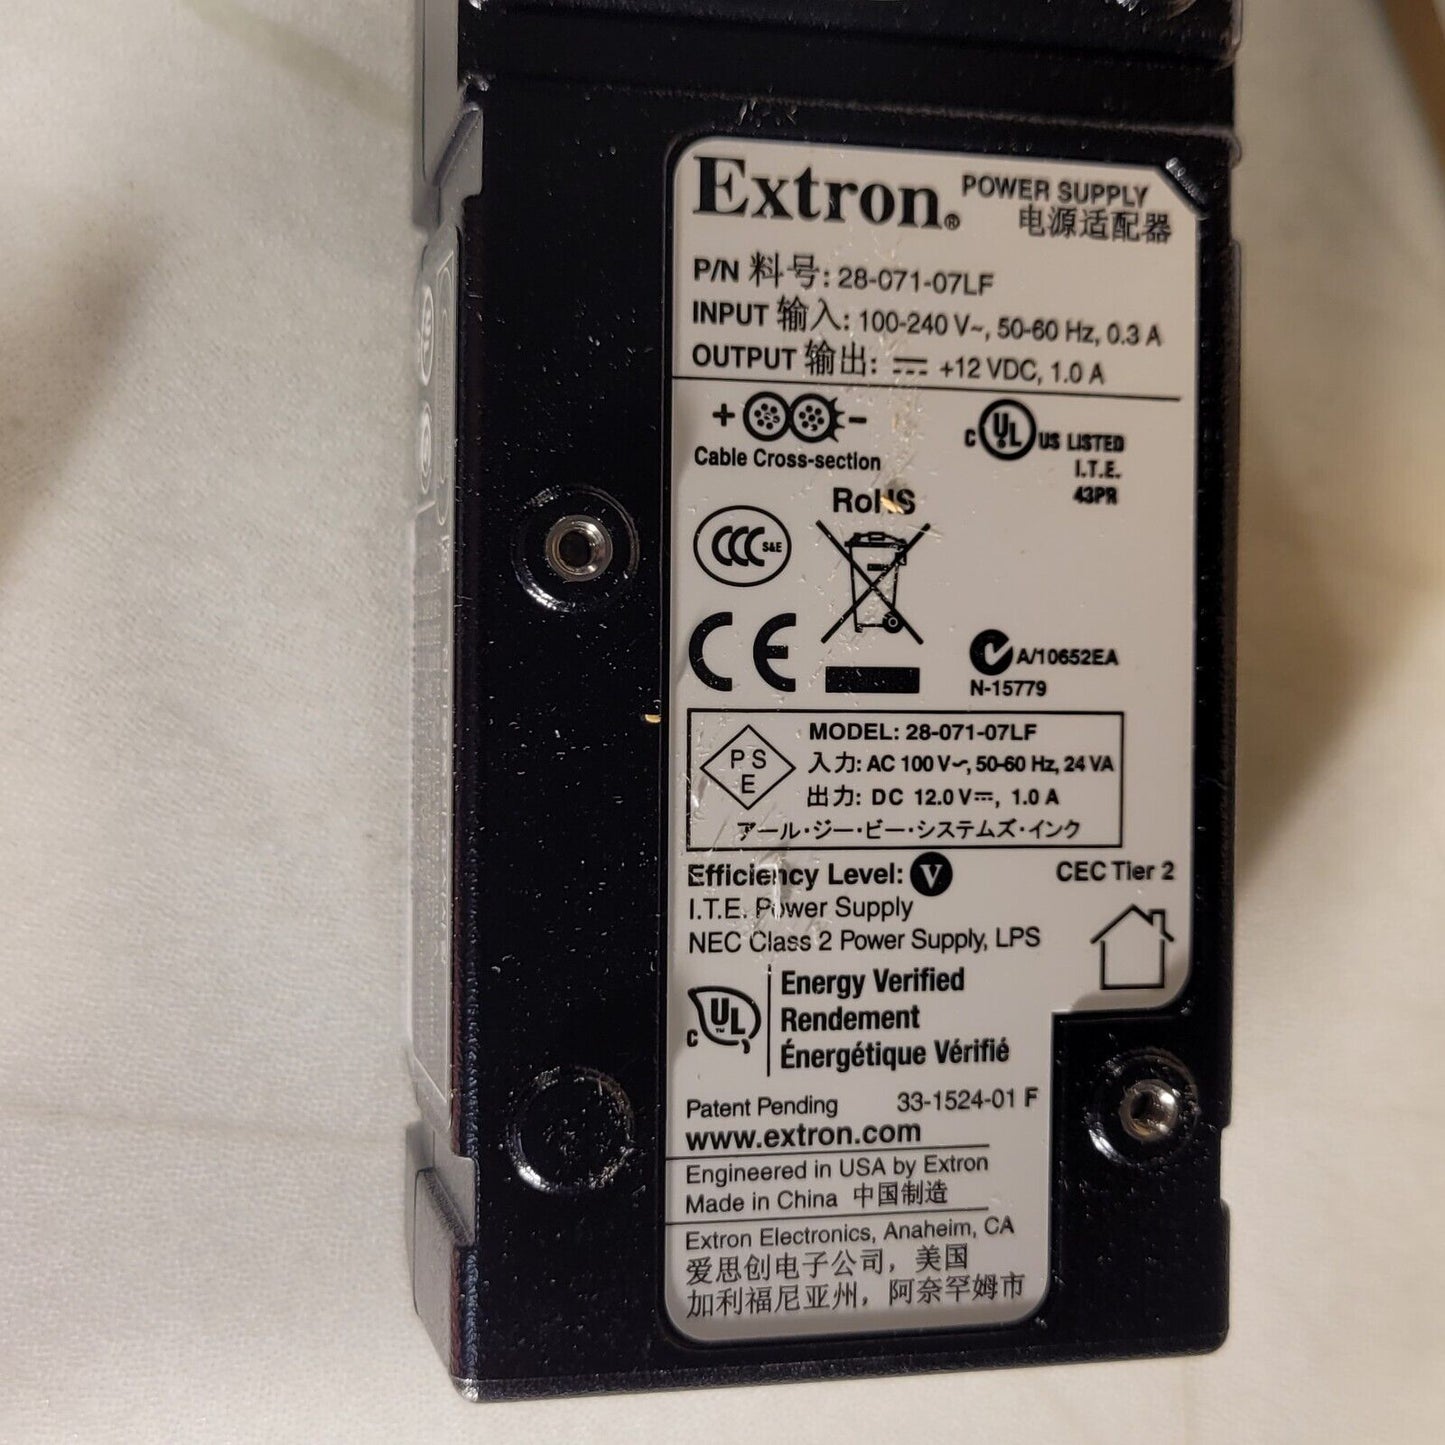 Extron® POWER SUPPLY
电源适配器
P/N 料号: 28-071-07LF
INPUT 输入: 100-240 V~, 50-60 Hz, 0.3 A
OUTPUT 输出: ⎓ +12 VDC, 1.0 A
+ -
Cable Cross-section
C UL US LISTED
I.T.E.
43PR
RoHS
CCC S&E
CE
A/10652EA
N-15779
MODEL: 28-071-07LF
PS
E
入力: AC 100 V~, 50-60 Hz, 24 VA
出力: DC 12.0 V⎓, 1.0 A
アール・ジー・ビー・システムズ・インク
Efficiency Level: V
CEC Tier 2
I.T.E. Power Supply
NEC Class 2 Power Supply, LPS
C UL ™
Energy Verified
Rendement
Énergétique Vérifié
Patent Pending 33-1524-01 F
www.extron.com
Engineered in USA by Extron
Made in China 中国制造
Extron Electronics, Anaheim, CA
爱思创电子公司，美国
加利福尼亚州，阿奈罕姆市